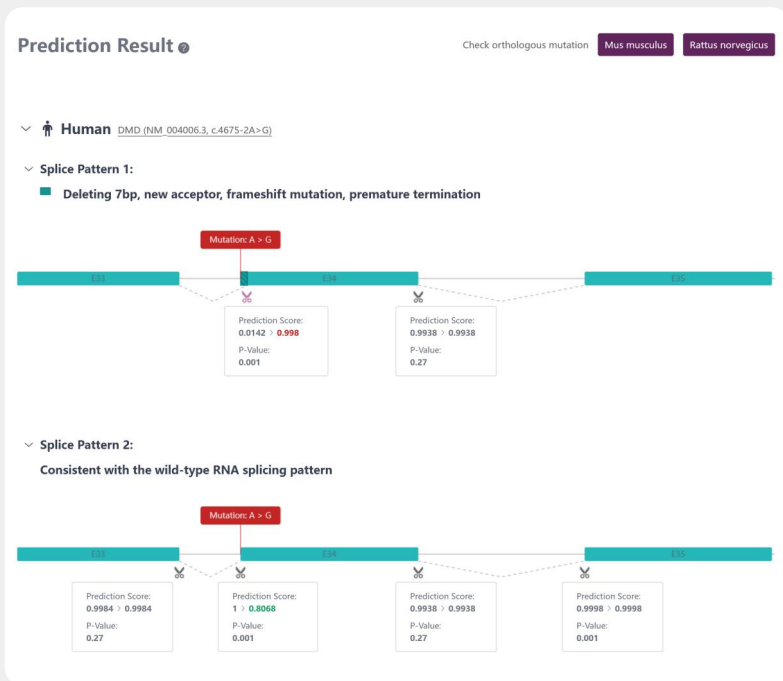 Prediction Result ?
Check orthologous mutation Mus musculus Rattus norvegicus
Human DMD (NM_004006.3, c.4675-2A>G)
Splice Pattern 1:
Deleting 7bp, new acceptor, frameshift mutation, premature termination
Mutation: A > G
E33 E34 E35
Prediction Score: Prediction Score:
0.0142 > 0.998 0.9938 > 0.9938
P-Value: P-Value:
0.001 0.27
Splice Pattern 2:
Consistent with the wild-type RNA splicing pattern
Mutation: A > G
E33 E34 E35
Prediction Score: Prediction Score: Prediction Score: Prediction Score:
0.9984 > 0.9984 1 > 0.8068 0.9938 > 0.9938 0.9998 > 0.9998
P-Value: P-Value: P-Value: P-Value:
0.27 0.001 0.27 0.001